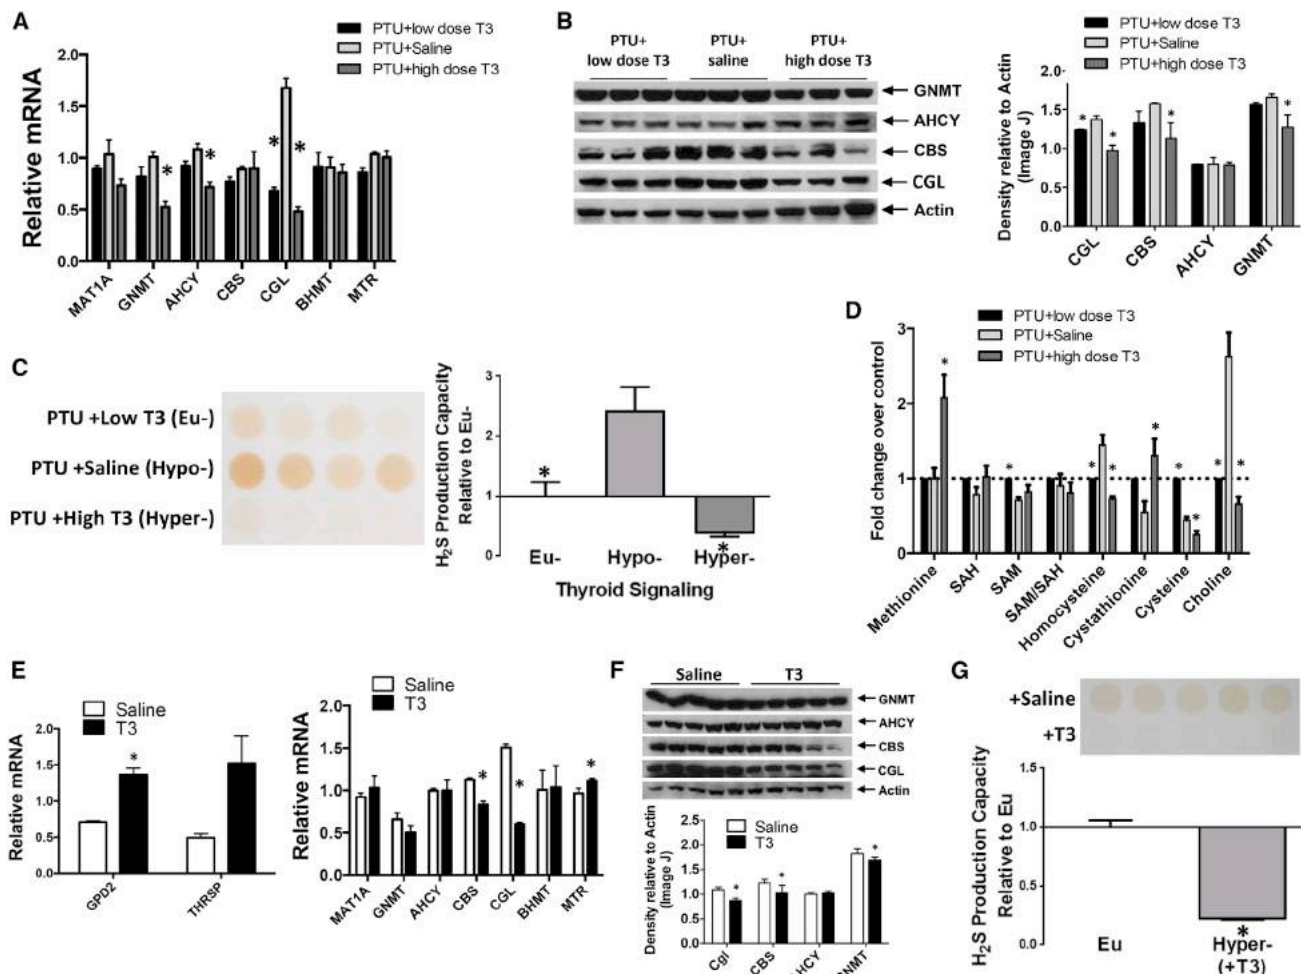 A
PTU+low dose T3
PTU+Saline
PTU+high dose T3
Relative mRNA
2.0
1.5
1.0
0.5
0.0
* * * *
MAT1A
GNMT
AHCY
CBS
CGL
BHMT
MTR
B
PTU+
low dose T3
PTU+
saline
PTU+
high dose T3
GNMT
AHCY
CBS
CGL
Actin
PTU+low dose T3
PTU+Saline
PTU+high dose T3
Density relative to Actin
(Image J)
2.0
1.5
1.0
0.5
0.0
* * * *
CGL
CBS
AHCY
GNMT
C
PTU +Low T3 (Eu-)
PTU +Saline (Hypo-)
PTU +High T3 (Hyper-)
H2S Production Capacity
Relative to Eu-
3
2
1
0
*
*
Eu-
Hypo-
Hyper-
Thyroid Signaling
D
PTU+low dose T3
PTU+Saline
PTU+high dose T3
Fold change over control
3
2
1
0
* * * * * * * * *
Methionine
SAH
SAM
SAM/SAH
Homocysteine
Cystathionine
Cysteine
Choline
E
Saline
T3
Relative mRNA
2.0
1.5
1.0
0.5
0.0
*
GPD2
THRSP
Saline
T3
Relative mRNA
2.0
1.5
1.0
0.5
0.0
* * *
MAT1A
GNMT
AHCY
CBS
CGL
BHMT
MTR
F
Saline
T3
GNMT
AHCY
CBS
CGL
Actin
Saline
T3
Density relative to Actin
(Image J)
2.5
2.0
1.5
1.0
0.5
0.0
* * *
Cgl
CBS
AHCY
GNMT
G
+Saline
+T3
H2S Production Capacity
Relative to Eu
1.5
1.0
0.5
0.0
*
Eu
Hyper-
(+T3)